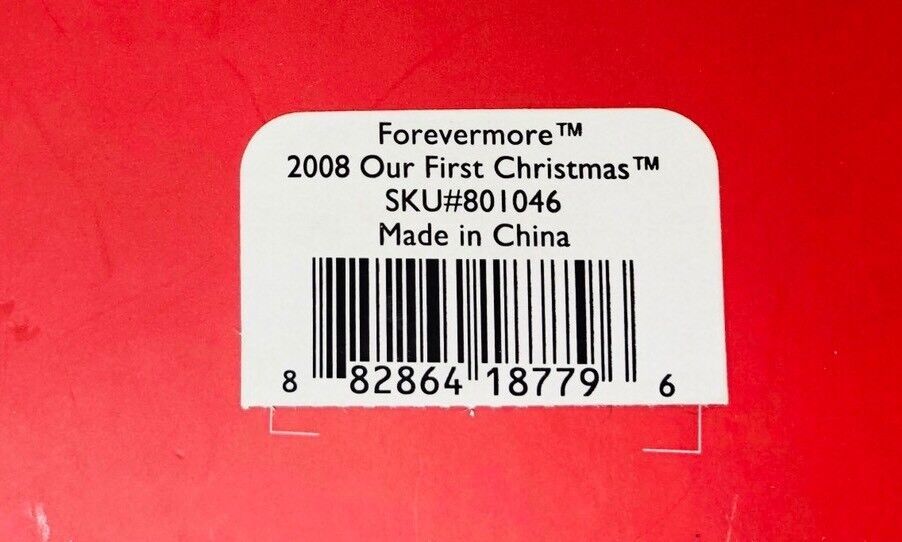 Forevermore™
2008 Our First Christmas™
SKU#801046
Made in China
8 82864 18779 6